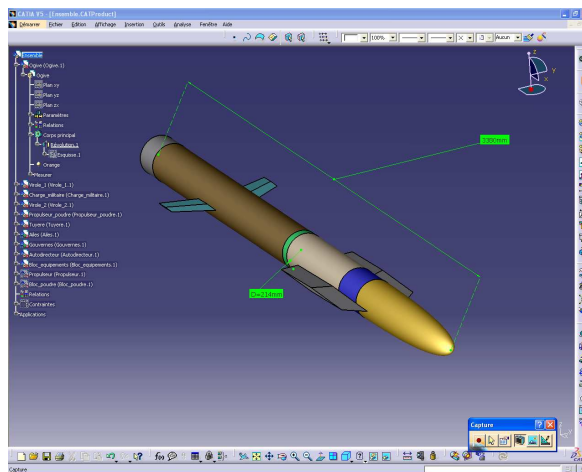 CATIA V5 - [Ensemble.CATProduct]
Démarrer Fichier Edition Affichage Insertion Outils Analyse Fenêtre Aide
100% Aucun
Ensemble
Ogive (Ogive.1)
Ogive
Plan xy
Plan yz
Plan zx
Paramètres
Relations
Corps principal
Révolution.1
Esquisse.1
Orange
Mesurer
Virole_1 (Virole_1.1)
Charge_militaire (Charge_militaire.1)
Virole_2 (Virole_2.1)
Propulseur_poudre (Propulseur_poudre.1)
Tuyere (Tuyere.1)
Ailes (Ailes.1)
Gouvernes (Gouvernes.1)
Autodirecteur (Autodirecteur.1)
Bloc_equipements (Bloc_equipements.1)
Propulseur (Propulseur.1)
Bloc_poudre (Bloc_poudre.1)
Relations
Contraintes
Applications
z
y
x
D=214mm
Capture
Capture